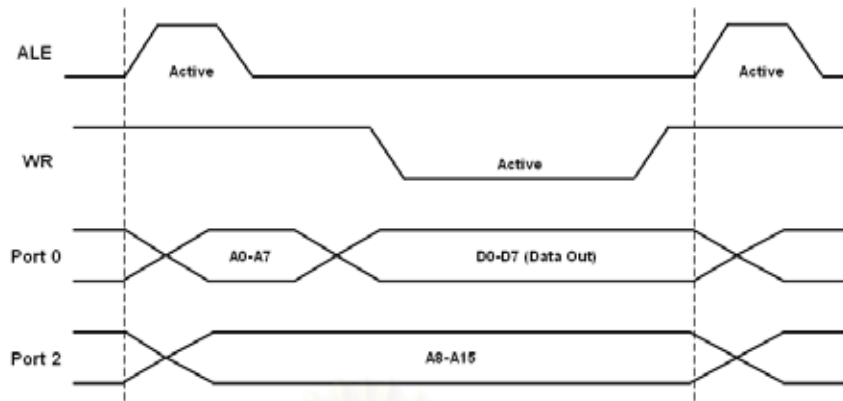 ALE
Active
Active
WR
Active
Port 0
A0-A7
D0-D7 (Data Out)
Port 2
A8-A15